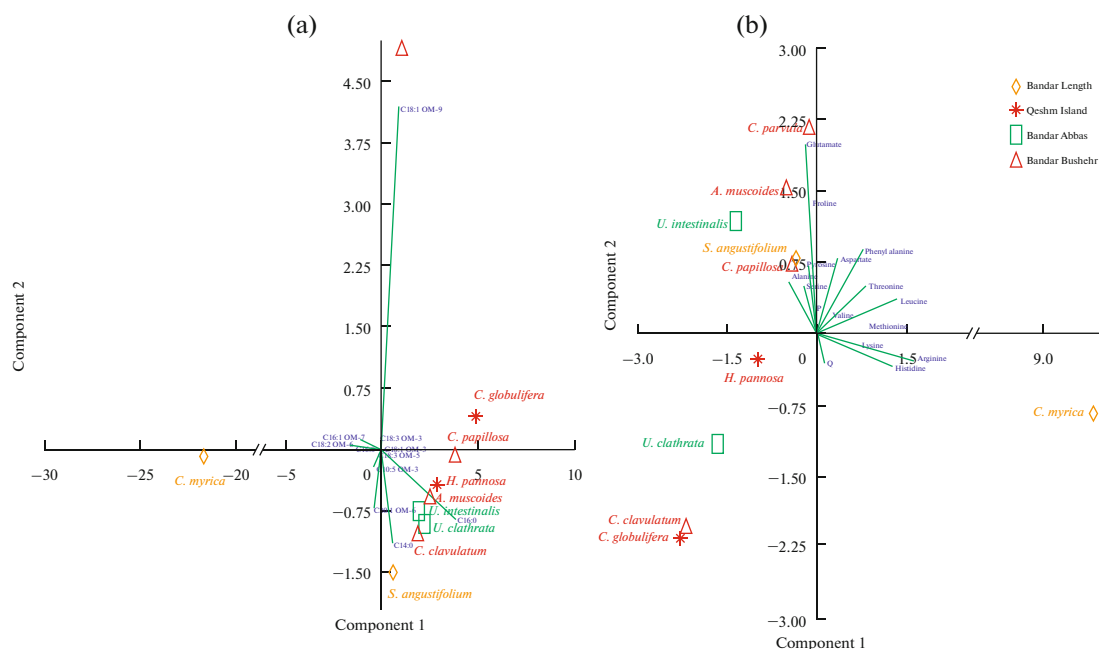 (a)
4.50
C18:1 OM-9
3.75
3.00
2.25
Component 2
1.50
0.75
C. globulifera
C. papillosa
C16:1 OM-7
C18:3 OM-3
C18:2 OM-6
C18:1 OM-3
−30
−25
−20
−5
0
5
10
C. myrica
H. pannosa
A. muscoides
−0.75
U. intestinalis
C16:0
U. clathrata
C14:0
C. clavulatum
−1.50
S. angustifolium
Component 1
(b)
3.00
Bandar Length
Qeshm Island
Bandar Abbas
Bandar Bushehr
2.25
C. parvula
Glutamate
A. muscoides
1.50
Proline
U. intestinalis
S. angustifolium
Phenyl alanine
Aspartate
C. papillosa
0.75
Pyrosine
Alanine
Serine
Threonine
Leucine
P
Valine
Methionine
Component 2
Lysine
−3.0
−1.5
0
1.5
9.0
Arginine
Q
Histidine
H. pannosa
−0.75
C. myrica
U. clathrata
−1.50
C. clavulatum
C. globulifera
−2.25
−3.00
Component 1